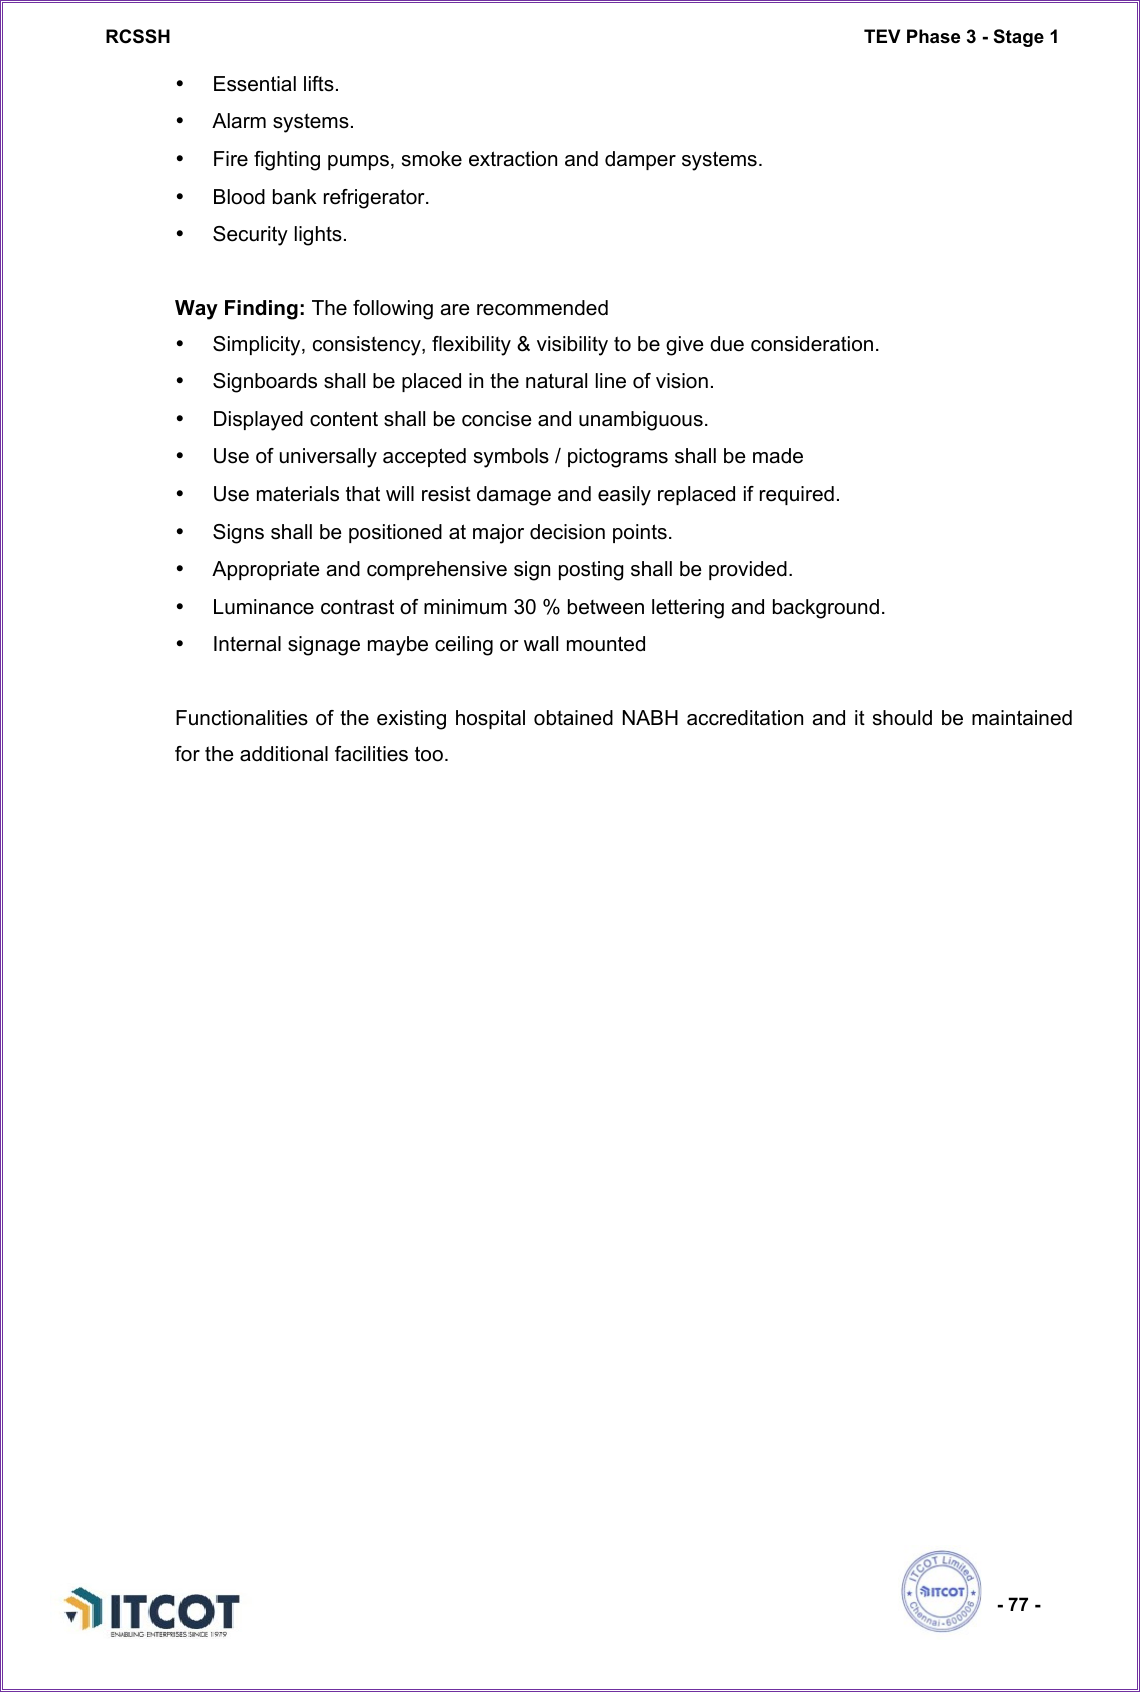 RCSSH TEV Phase 3 - Stage 1
• Essential lifts.
• Alarm systems.
• Fire fighting pumps, smoke extraction and damper systems.
• Blood bank refrigerator.
• Security lights.
Way Finding: The following are recommended
• Simplicity, consistency, flexibility & visibility to be give due consideration.
• Signboards shall be placed in the natural line of vision.
• Displayed content shall be concise and unambiguous.
• Use of universally accepted symbols / pictograms shall be made
• Use materials that will resist damage and easily replaced if required.
• Signs shall be positioned at major decision points.
• Appropriate and comprehensive sign posting shall be provided.
• Luminance contrast of minimum 30 % between lettering and background.
• Internal signage maybe ceiling or wall mounted
Functionalities of the existing hospital obtained NABH accreditation and it should be maintained
for the additional facilities too.
ITCOT
ENABLING ENTERPRISES SINCE 1979
ITCOT Limited
ITCOT
Chennai-600006
- 77 -